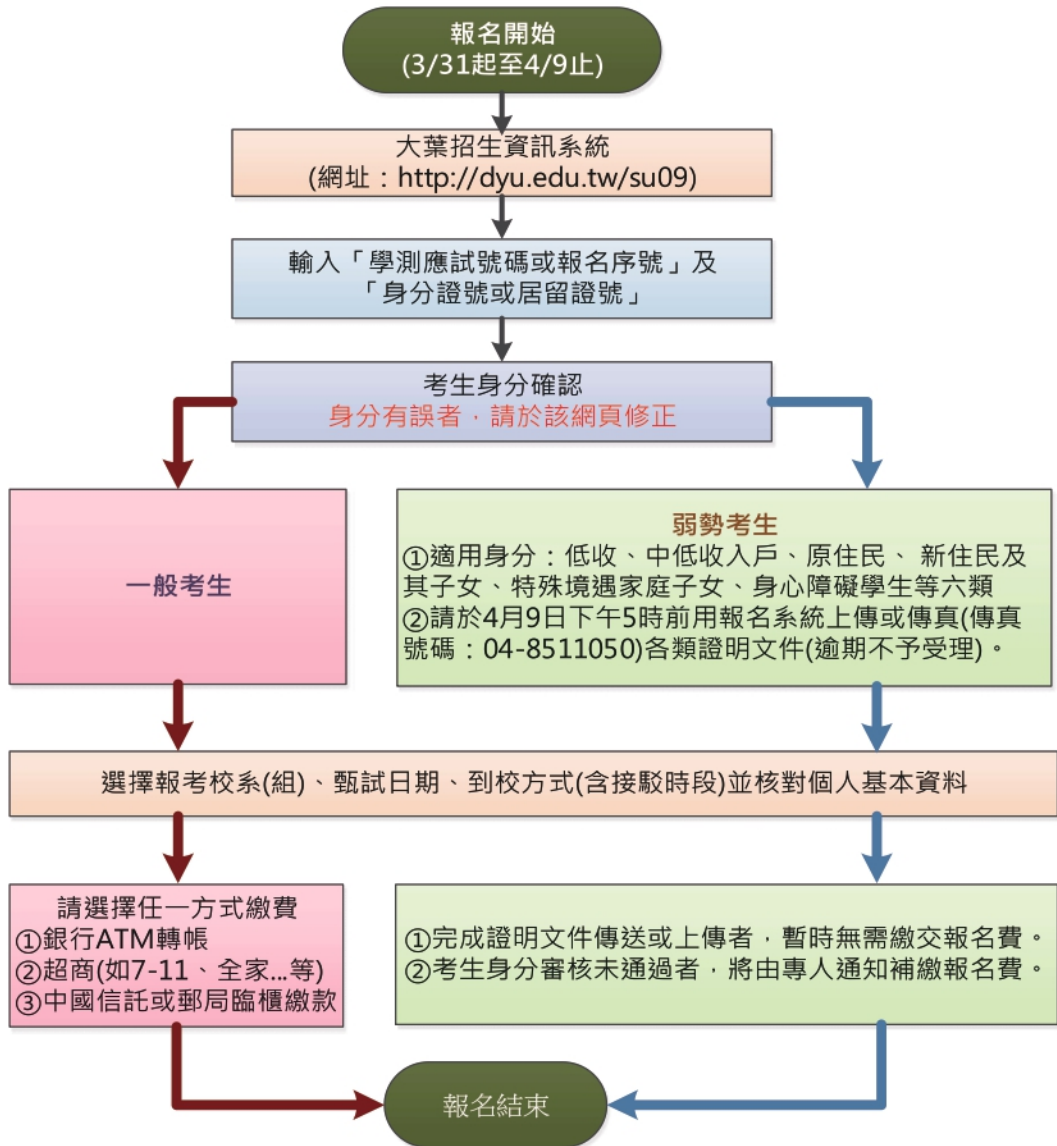 報名開始
(3/31起至4/9止)
大葉招生資訊系統
(網址：http://dyu.edu.tw/su09)
輸入「學測應試號碼或報名序號」及
「身分證號或居留證號」
考生身分確認
身分有誤者，請於該網頁修正
一般考生
弱勢考生
①適用身分：低收、中低收入戶、原住民、 新住民及
其子女、特殊境遇家庭子女、身心障礙學生等六類
②請於4月9日下午5時前用報名系統上傳或傳真(傳真
號碼：04-8511050)各類證明文件(逾期不予受理)。
選擇報考校系(組)、甄試日期、到校方式(含接駁時段)並核對個人基本資料
請選擇任一方式繳費
①銀行ATM轉帳
②超商(如7-11、全家...等)
③中國信託或郵局臨櫃繳款
①完成證明文件傳送或上傳者，暫時無需繳交報名費。
②考生身分審核未通過者，將由專人通知補繳報名費。
報名結束